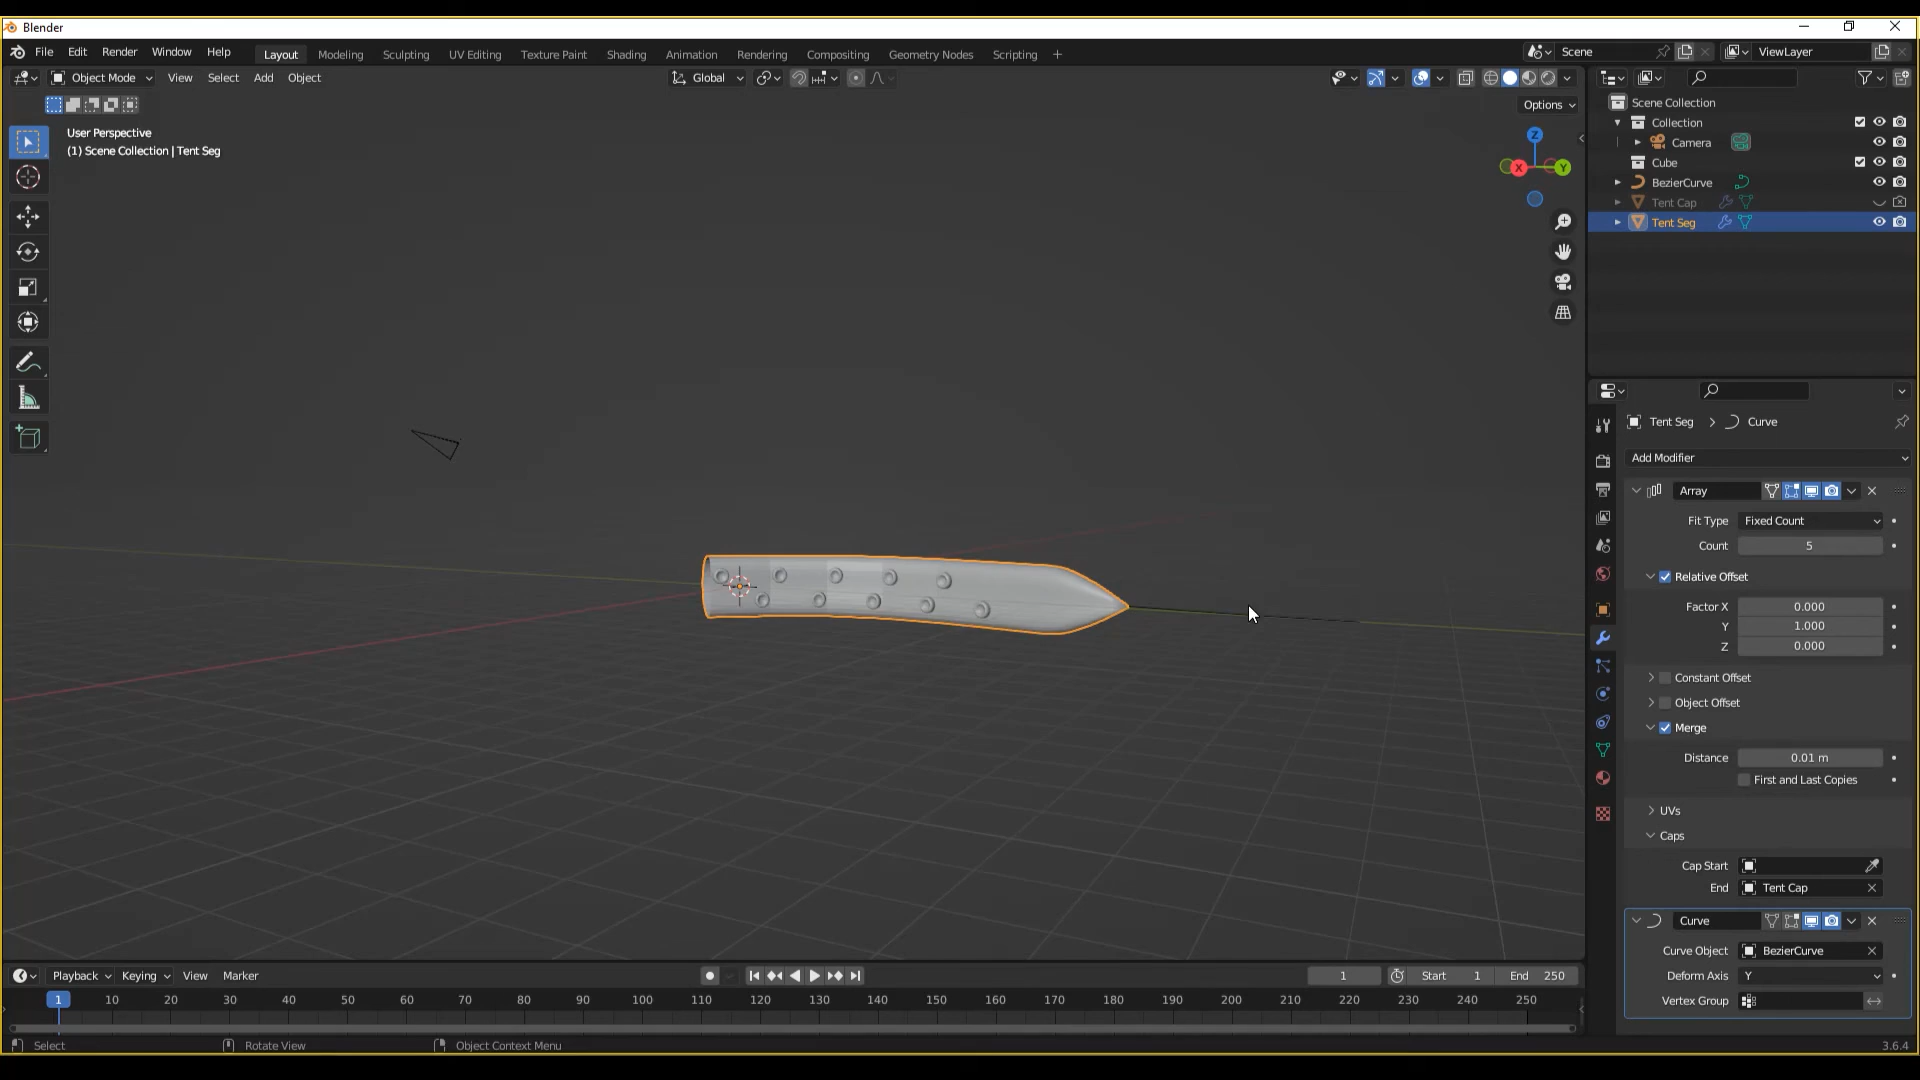 Blender
File Edit Render Window Help Layout Modeling Sculpting UV Editing Texture Paint Shading Animation Rendering Compositing Geometry Nodes Scripting + Scene ViewLayer
Object Mode View Select Add Object Global
Options
User Perspective
(1) Scene Collection | Tent Seg
Z
X Y
Scene Collection
Collection
Camera
Cube
BezierCurve
Tent Cap
Tent Seg
Tent Seg > Curve
Add Modifier
Array
Fit Type Fixed Count
Count 5
Relative Offset
Factor X 0.000
Y 1.000
Z 0.000
Constant Offset
Object Offset
Merge
Distance 0.01 m
First and Last Copies
UVs
Caps
Cap Start
End Tent Cap
Curve
Curve Object BezierCurve
Deform Axis Y
Vertex Group
Playback Keying View Marker 1 Start 1 End 250
1 10 20 30 40 50 60 70 80 90 100 110 120 130 140 150 160 170 180 190 200 210 220 230 240 250
Select Rotate View Object Context Menu 3.6.4